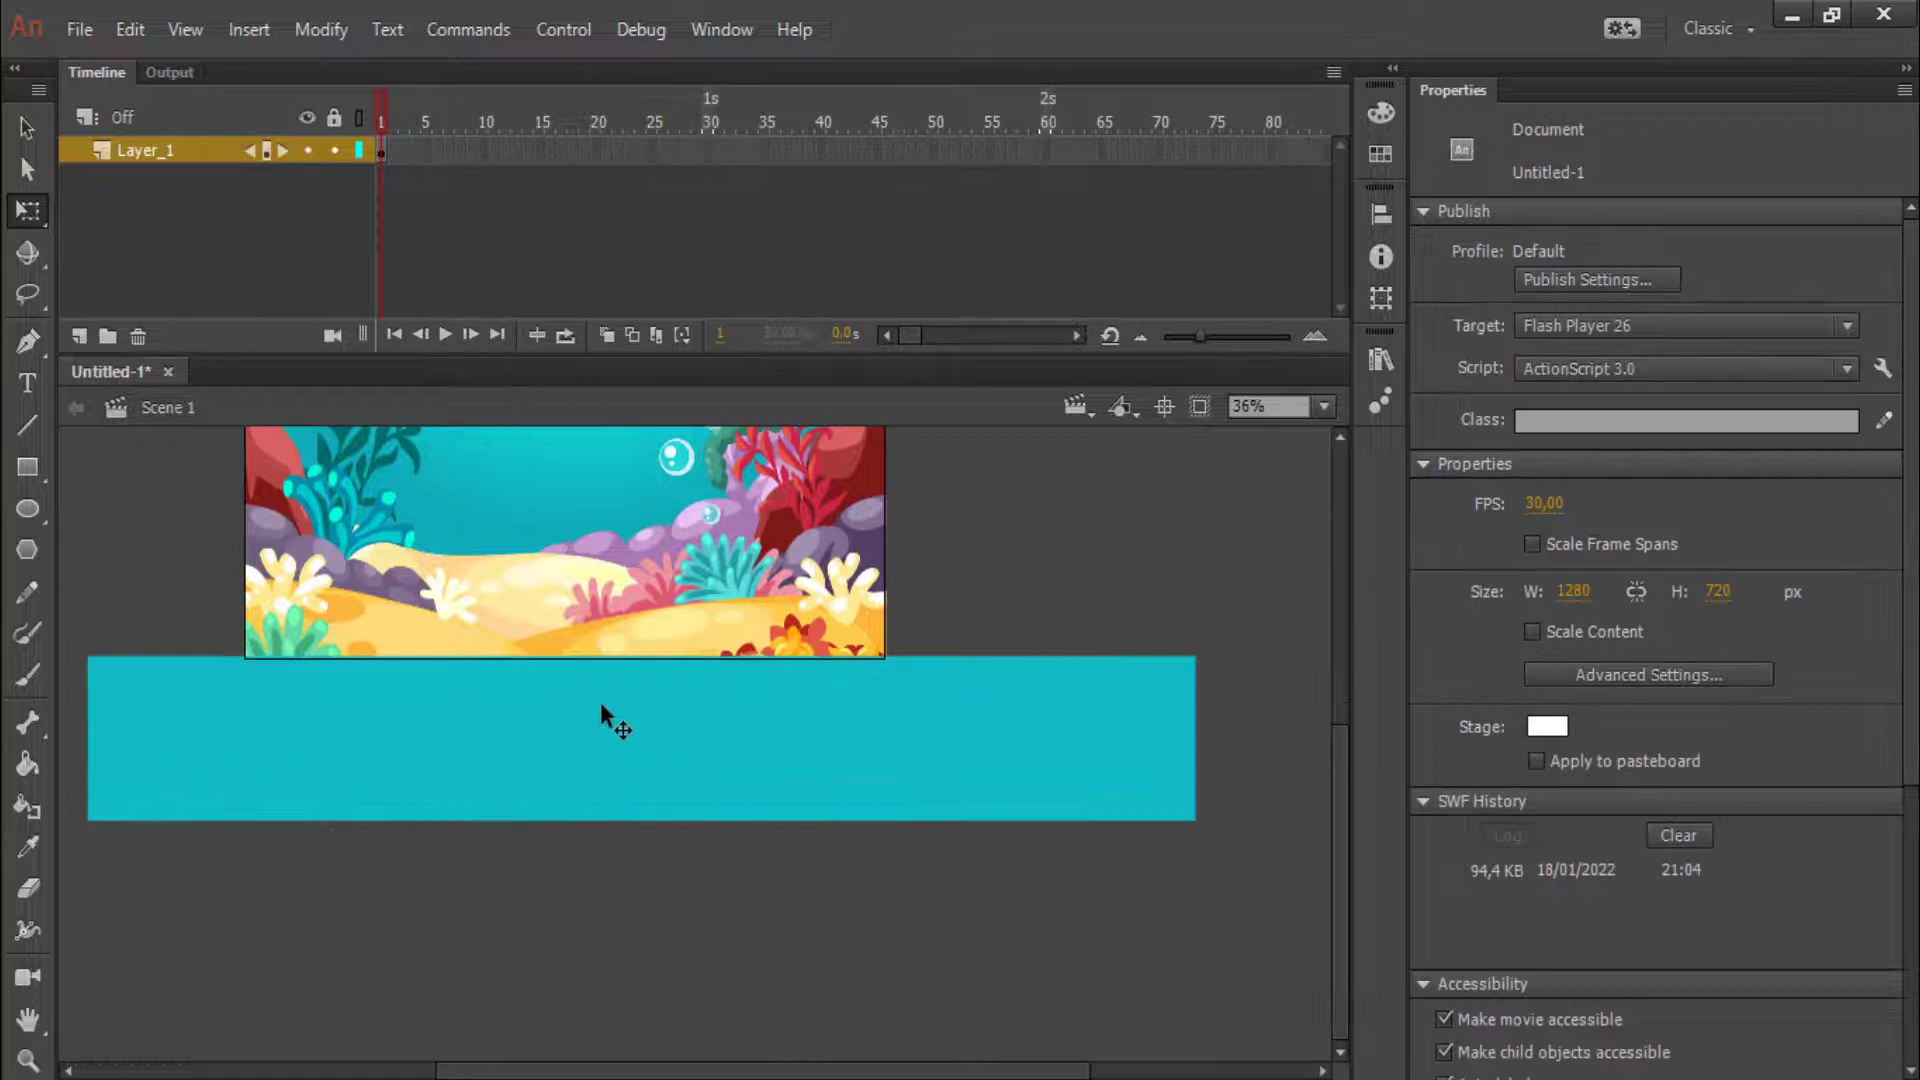 An File Edit View Insert Modify Text Commands Control Debug Window Help Classic
Timeline Output
Properties
1s 2s
Off 1 5 10 15 20 25 30 35 40 45 50 55 60 65 70 75 80
Layer_1
Document
An
Untitled-1
Publish
Profile: Default
Publish Settings...
Target: Flash Player 26
1 30.00 0.0s
Script: ActionScript 3.0
Untitled-1*
Scene 1
36%
Class:
Properties
FPS: 30,00
Scale Frame Spans
Size: W: 1280 H: 720 px
Scale Content
Advanced Settings...
Stage:
Apply to pasteboard
SWF History
Log Clear
94,4 KB 18/01/2022 21:04
Accessibility
Make movie accessible
Make child objects accessible